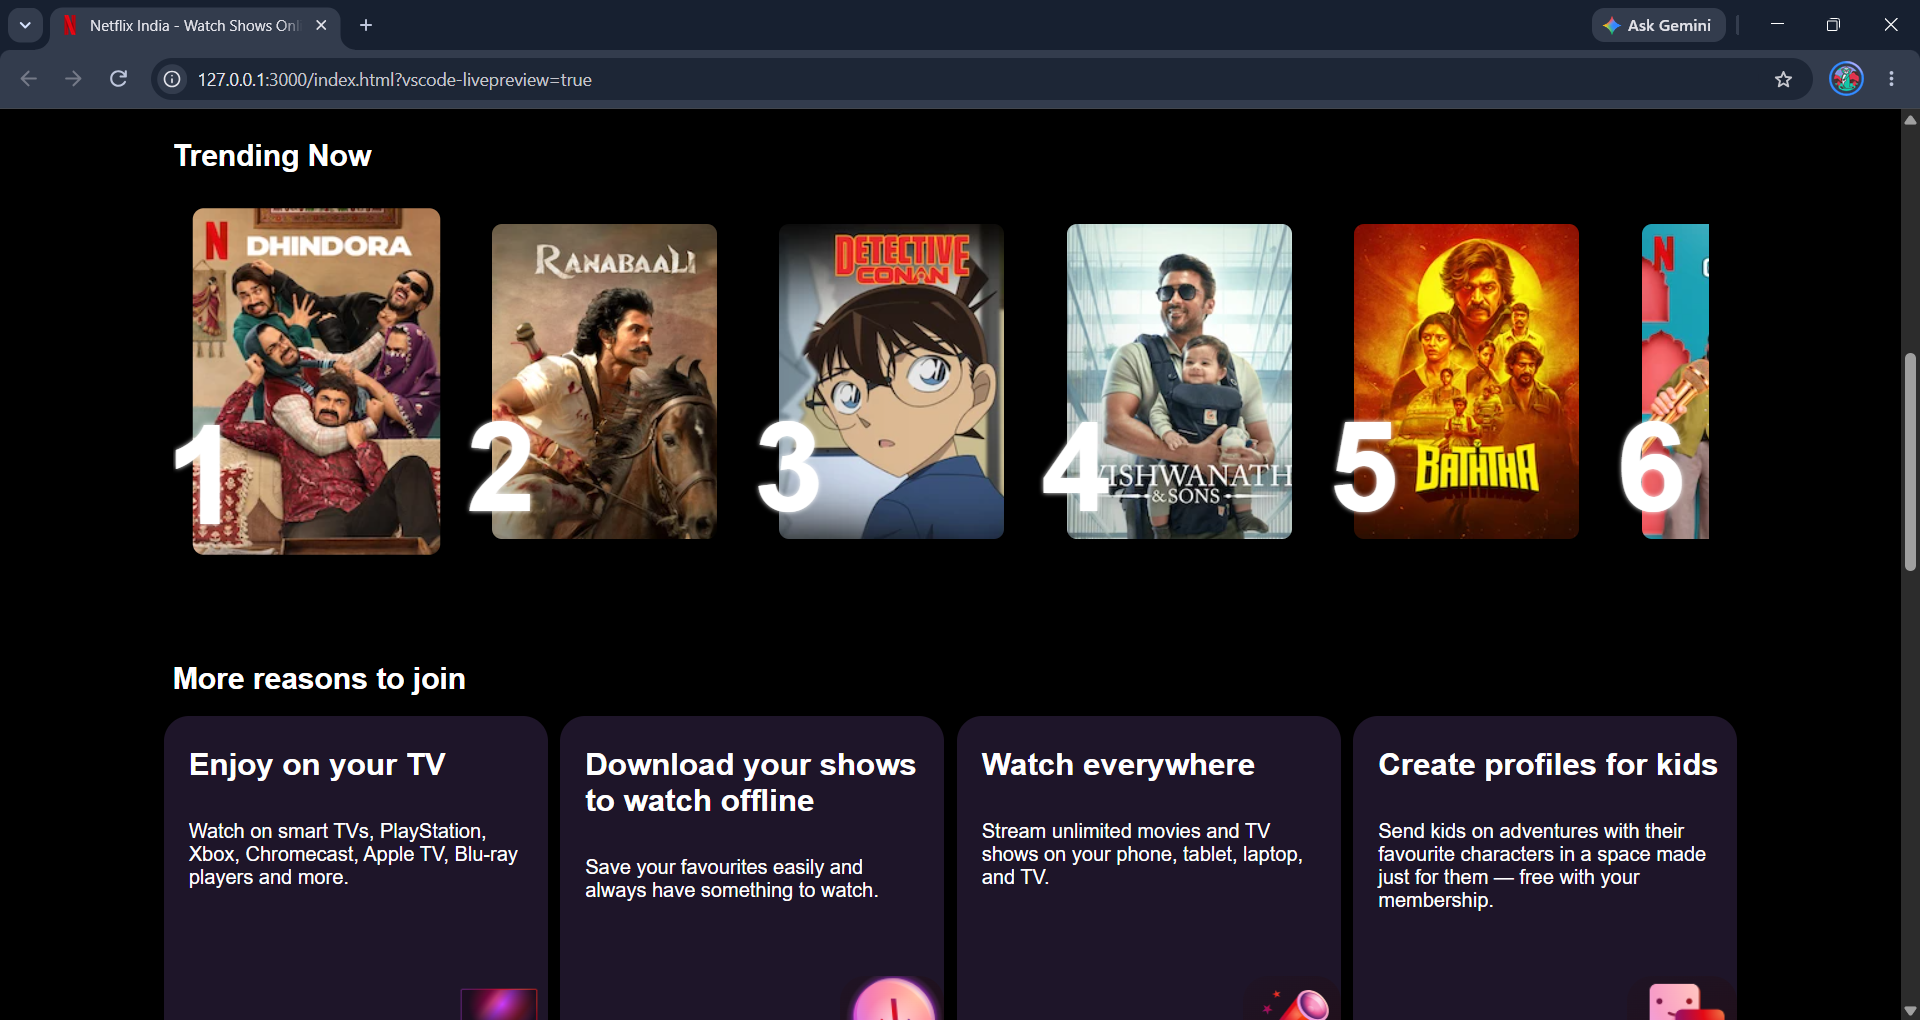 Netflix India - Watch Shows Onl
Ask Gemini
127.0.0.1:3000/index.html?vscode-livepreview=true
Trending Now
N DHINDORA
RANABAALI
DETECTIVE
CONAN
VISHWANATH
& SONS
BATHTHA
N
1
2
3
4
5
6
More reasons to join
Enjoy on your TV
Watch on smart TVs, PlayStation,
Xbox, Chromecast, Apple TV, Blu-ray
players and more.
Download your shows
to watch offline
Save your favourites easily and
always have something to watch.
Watch everywhere
Stream unlimited movies and TV
shows on your phone, tablet, laptop,
and TV.
Create profiles for kids
Send kids on adventures with their
favourite characters in a space made
just for them — free with your
membership.